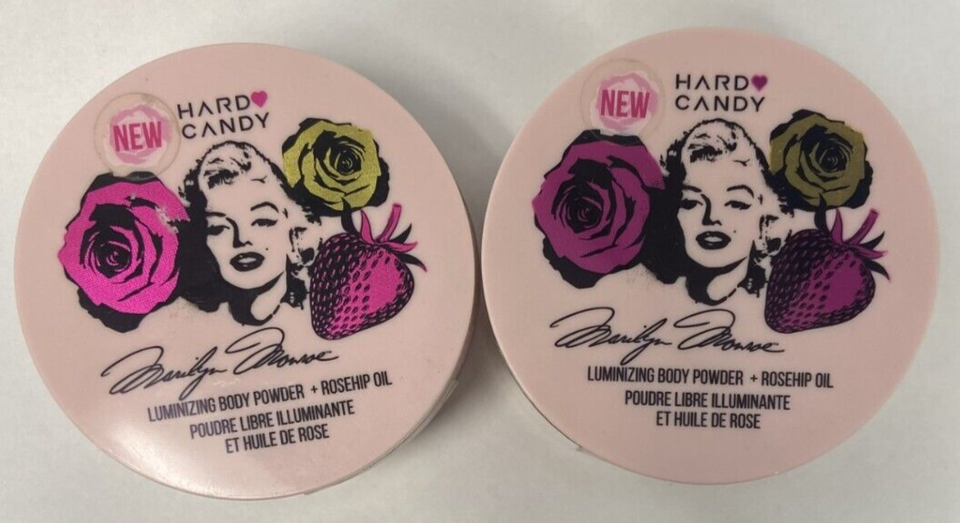 NEW
HARD
CANDY
Marilyn Monroe
LUMINIZING BODY POWDER + ROSEHIP OIL
POUDRE LIBRE ILLUMINANTE
ET HUILE DE ROSE
NEW
HARD
CANDY
Marilyn Monroe
LUMINIZING BODY POWDER + ROSEHIP OIL
POUDRE LIBRE ILLUMINANTE
ET HUILE DE ROSE